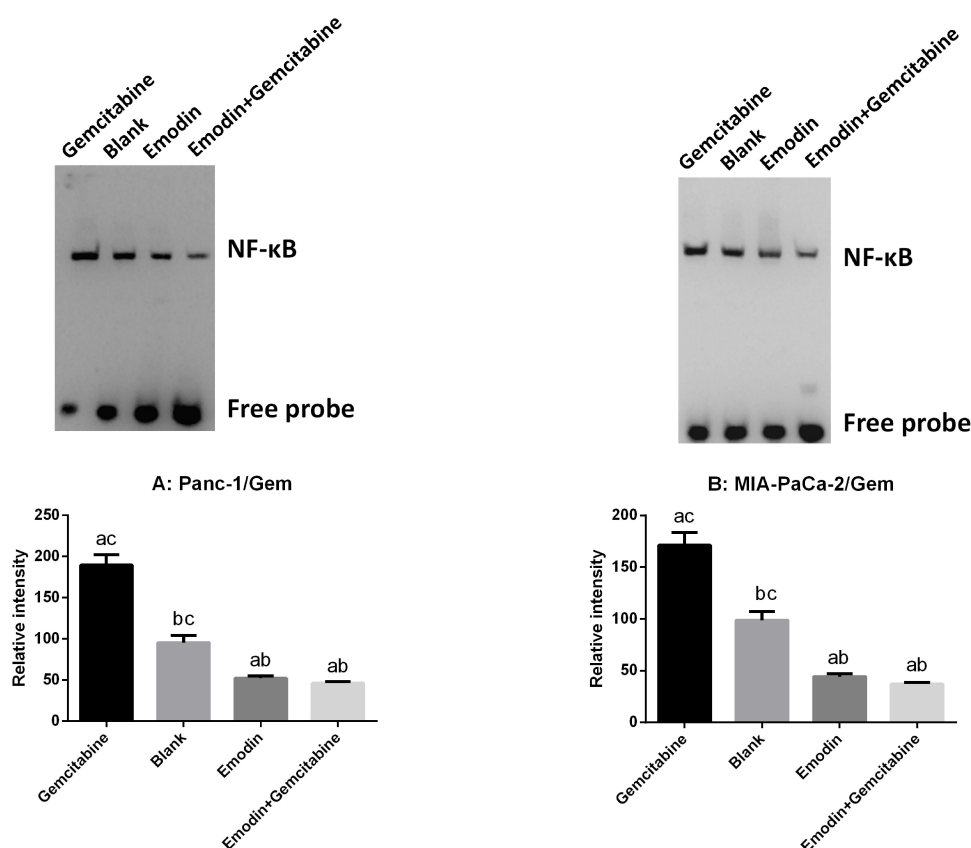 Gemcitabine
Blank
Emodin
Emodin+Gemcitabine
NF-κB
Free probe
Gemcitabine
Blank
Emodin
Emodin+Gemcitabine
NF-κB
Free probe
A: Panc-1/Gem
Relative intensity
250
200
150
100
50
0
ac
bc
ab
ab
Gemcitabine
Blank
Emodin
Emodin+Gemcitabine
B: MIA-PaCa-2/Gem
Relative intensity
200
150
100
50
0
ac
bc
ab
ab
Gemcitabine
Blank
Emodin
Emodin+Gemcitabine